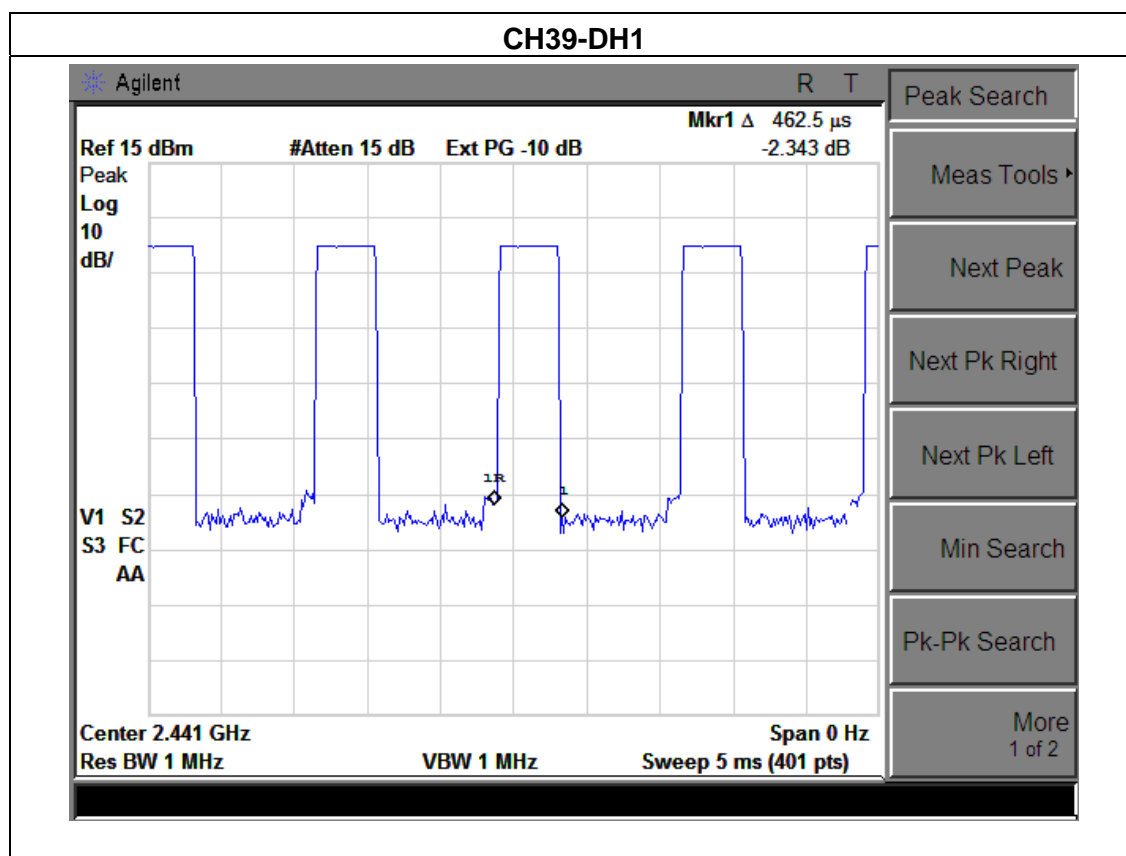 CH39-DH1
Agilent R T
Mkr1 Δ 462.5 µs
Ref 15 dBm #Atten 15 dB Ext PG -10 dB -2.343 dB
Peak
Log
10
dB/
1R
1
V1 S2
S3 FC
AA
Center 2.441 GHz Span 0 Hz
Res BW 1 MHz VBW 1 MHz Sweep 5 ms (401 pts)
Peak Search
Meas Tools
Next Peak
Next Pk Right
Next Pk Left
Min Search
Pk-Pk Search
More
1 of 2